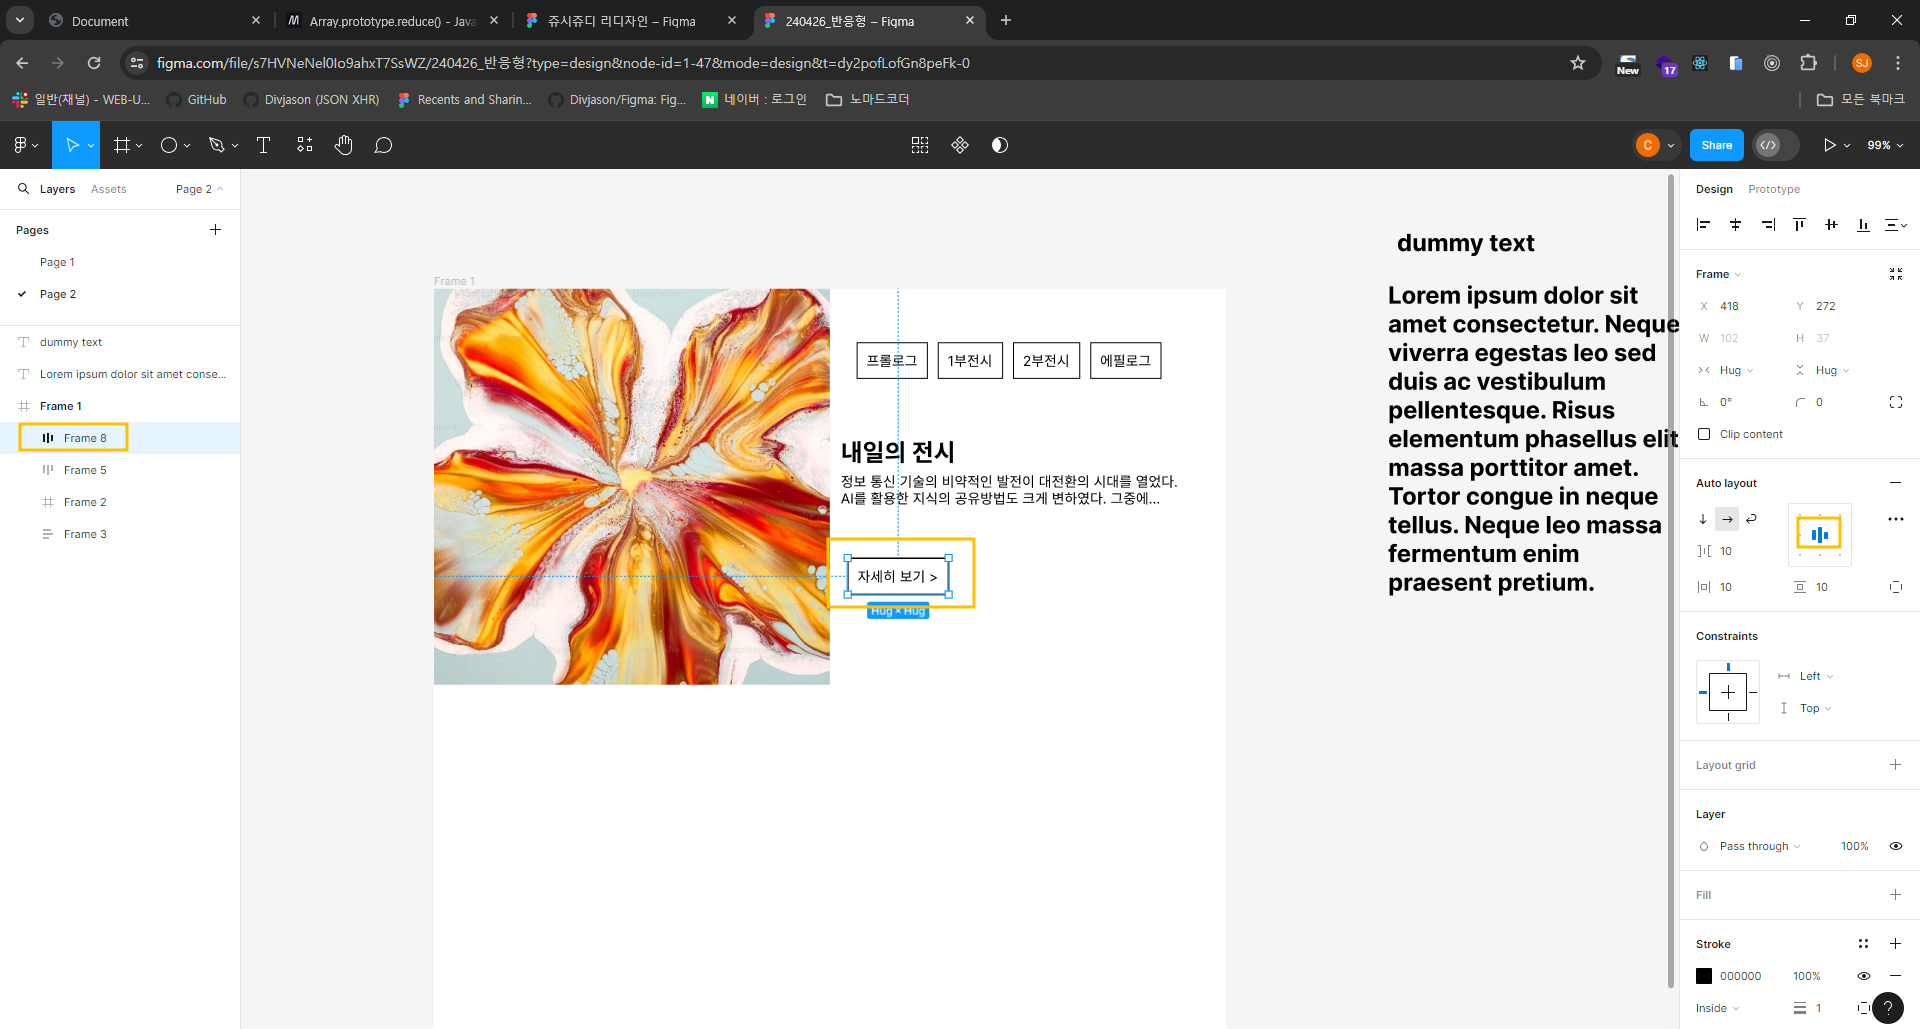 Document
Array.prototype.reduce() - Java
쥬시쥬디 리디자인 – Figma
240426_반응형 – Figma
figma.com/file/s7HVNeNel0Io9ahxT7SsWZ/240426_반응형?type=design&node-id=1-47&mode=design&t=dy2pofLofGn8peFk-0
New
17
SJ
일반(채널) - WEB-U...
GitHub
Divjason (JSON XHR)
Recents and Sharin...
Divjason/Figma: Fig...
네이버 : 로그인
노마드코더
모든 북마크
C
Share
99%
Layers
Assets
Page 2
Pages
Page 1
Page 2
dummy text
Lorem ipsum dolor sit amet conse...
Frame 1
Frame 8
Frame 5
Frame 2
Frame 3
Frame 1
프롤로그
1부전시
2부전시
에필로그
내일의 전시
정보 통신 기술의 비약적인 발전이 대전환의 시대를 열었다.
AI를 활용한 지식의 공유방법도 크게 변하였다. 그중에...
자세히 보기 >
Hug × Hug
dummy text
Lorem ipsum dolor sit
amet consectetur. Neque
viverra egestas leo sed
duis ac vestibulum
pellentesque. Risus
elementum phasellus elit
massa porttitor amet.
Tortor congue in neque
tellus. Neque leo massa
fermentum enim
praesent pretium.
Design
Prototype
Frame
X 418
Y 272
W 102
H 37
Hug
Hug
0°
0
Clip content
Auto layout
10
10
10
Constraints
Left
Top
Layout grid
Layer
Pass through
100%
Fill
Stroke
000000
100%
Inside
1
?